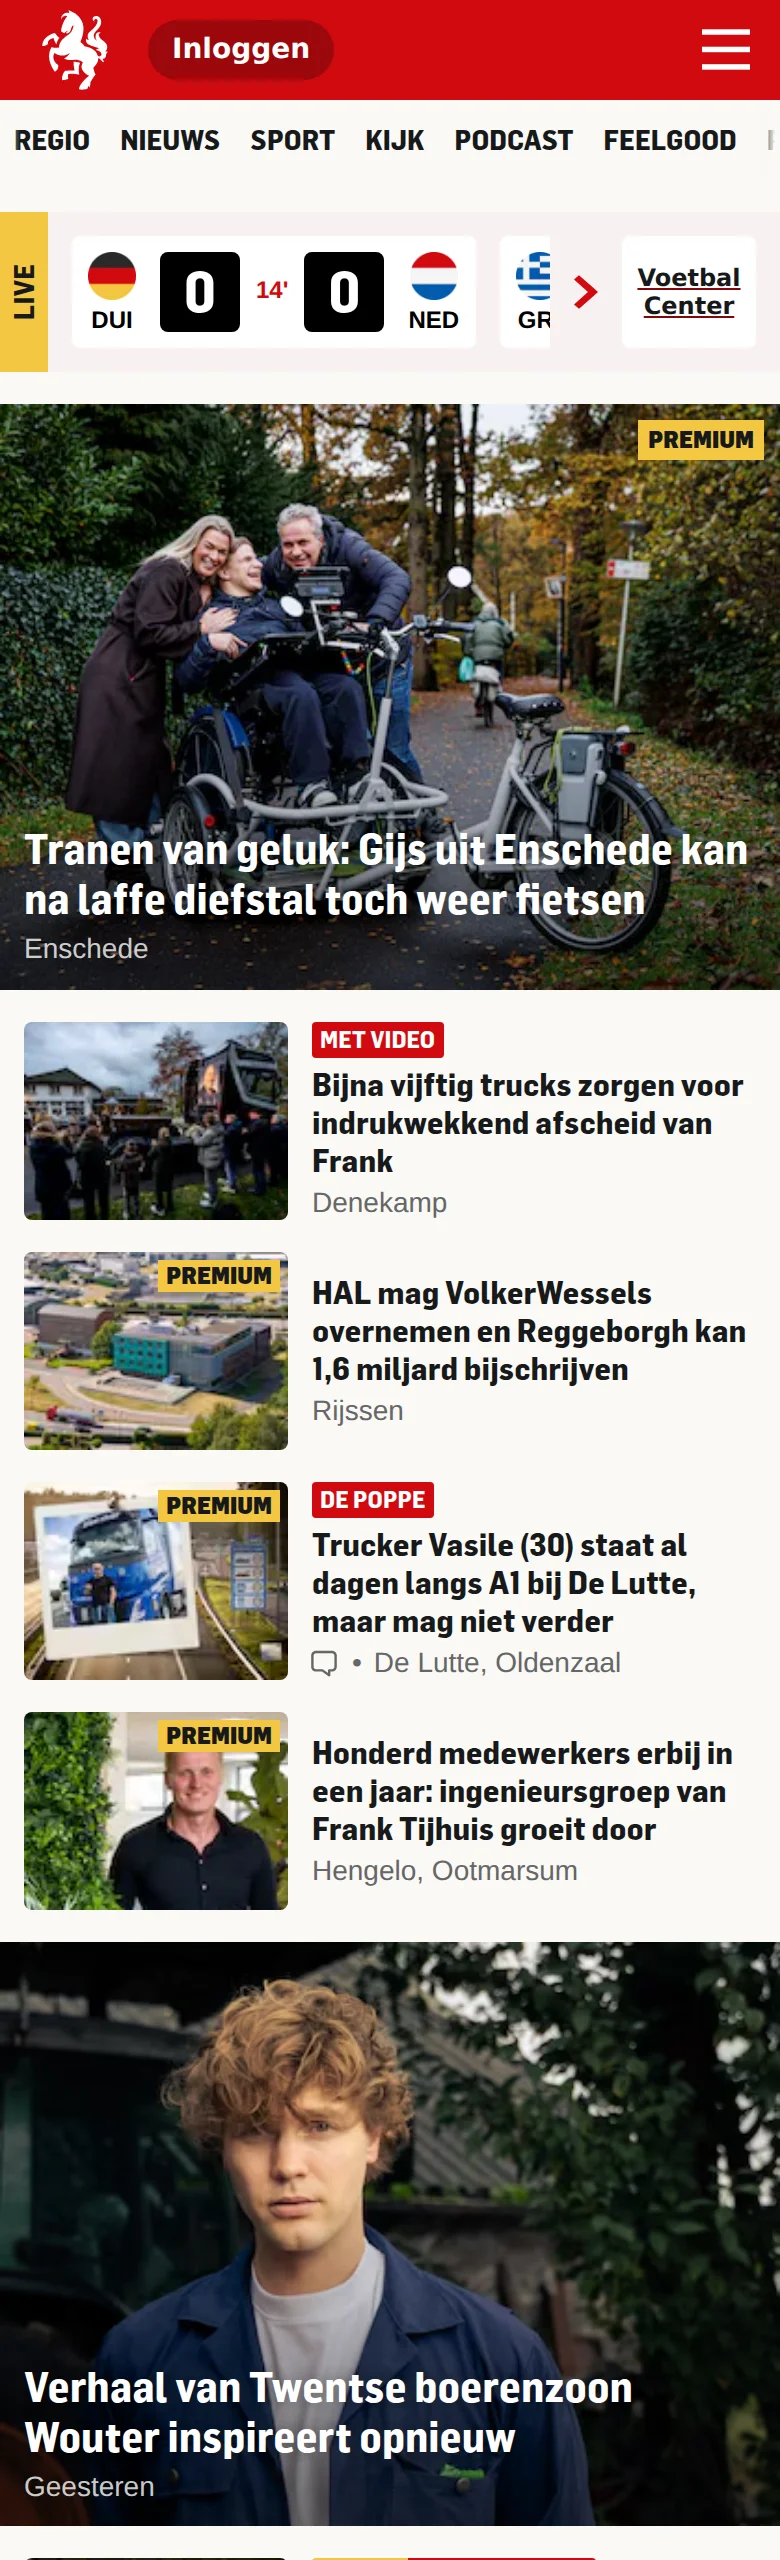 Inloggen
REGIO NIEUWS SPORT KIJK PODCAST FEELGOOD
LIVE
DUI 0 14' 0 NED
GR
Voetbal
Center
PREMIUM
Tranen van geluk: Gijs uit Enschede kan
na laffe diefstal toch weer fietsen
Enschede
MET VIDEO
Bijna vijftig trucks zorgen voor
indrukwekkend afscheid van
Frank
Denekamp
PREMIUM
HAL mag VolkerWessels
overnemen en Reggeborgh kan
1,6 miljard bijschrijven
Rijssen
PREMIUM
DE POPPE
Trucker Vasile (30) staat al
dagen langs A1 bij De Lutte,
maar mag niet verder
• De Lutte, Oldenzaal
PREMIUM
Honderd medewerkers erbij in
een jaar: ingenieursgroep van
Frank Tijhuis groeit door
Hengelo, Ootmarsum
Verhaal van Twentse boerenzoon
Wouter inspireert opnieuw
Geesteren